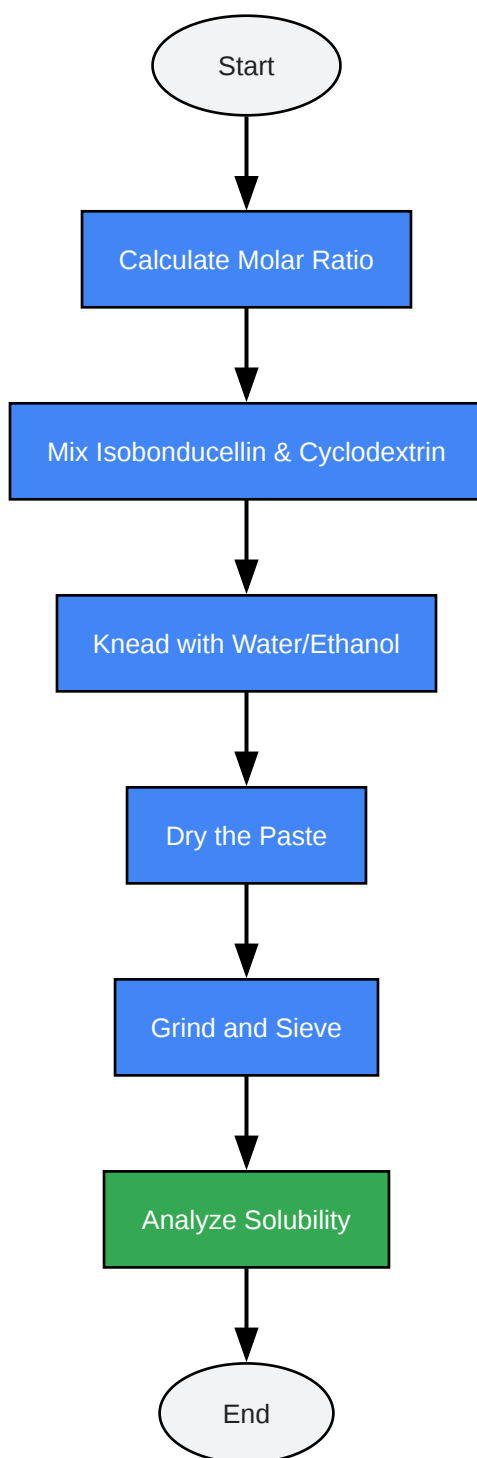 Start
Calculate Molar Ratio
Mix Isobonducellin & Cyclodextrin
Knead with Water/Ethanol
Dry the Paste
Grind and Sieve
Analyze Solubility
End